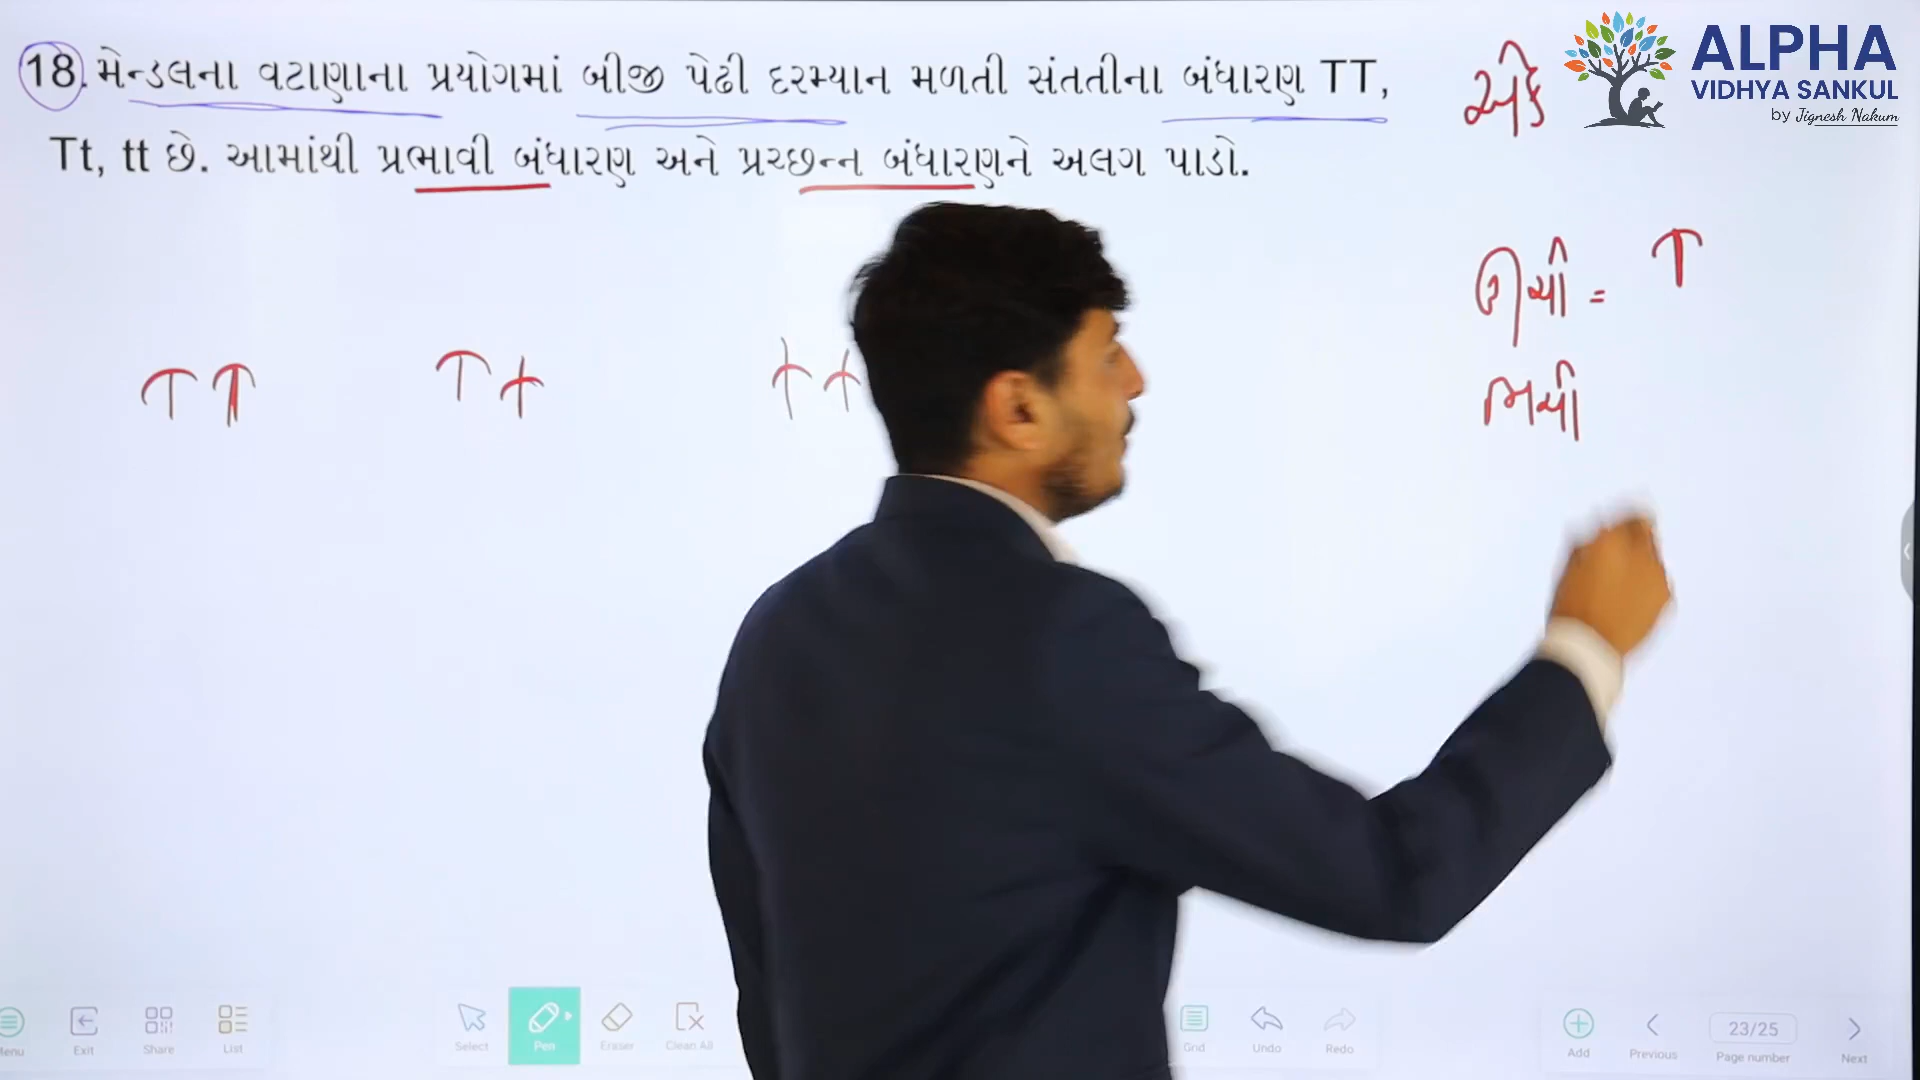 18. મેન્ડલના વટાણાના પ્રયોગમાં બીજી પેઢી દરમ્યાન મળતી સંતતીના બંધારણ TT,
Tt, tt છે. આમાંથી પ્રભાવી બંધારણ અને પ્રચ્છન્ન બંધારણને અલગ પાડો.
ALPHA
VIDHYA SANKUL
by Jignesh Nakum
= T
TT Tt tt
Menu Exit Share List Select Pen Eraser Clean All Grid Undo Redo Add Previous 23/25 Page number Next